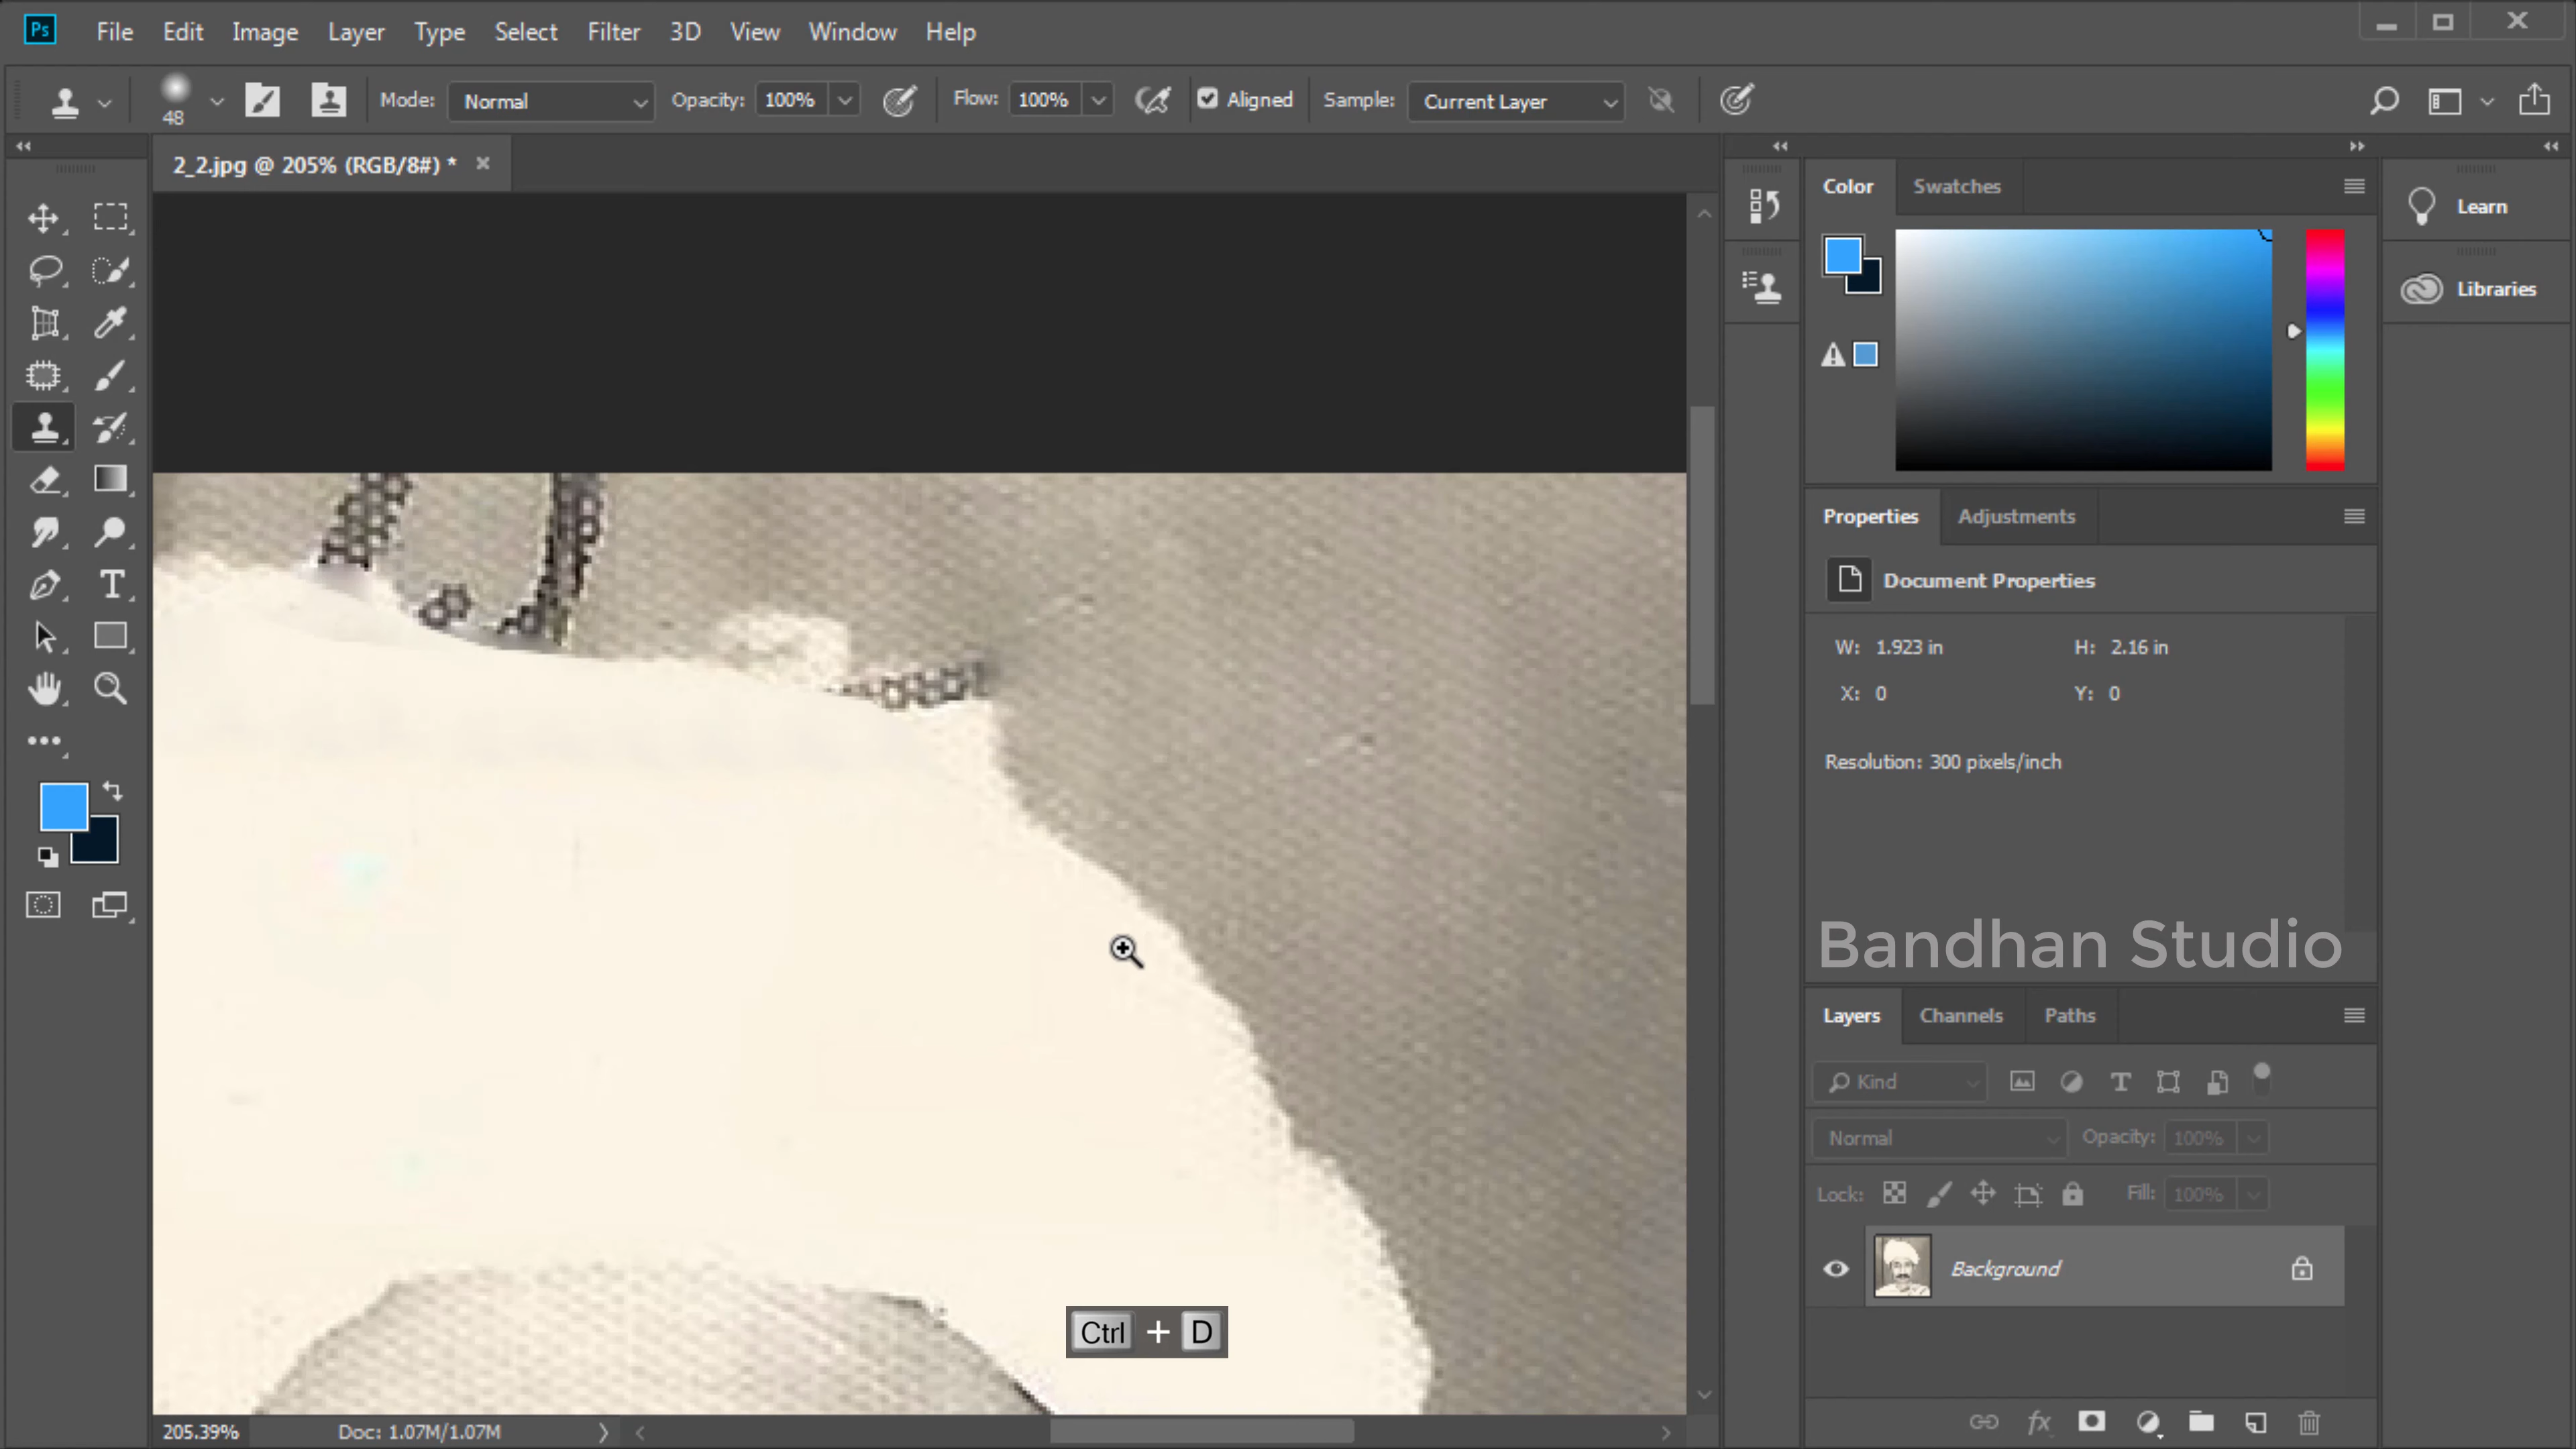 Ps File Edit Image Layer Type Select Filter 3D View Window Help
48 Mode: Normal Opacity: 100% Flow: 100% Aligned Sample: Current Layer
2_2.jpg @ 205% (RGB/8#) *
Color Swatches
Learn
Libraries
Properties Adjustments
Document Properties
W: 1.923 in H: 2.16 in
X: 0 Y: 0
Resolution: 300 pixels/inch
Bandhan Studio
Layers Channels Paths
Kind
Normal Opacity: 100%
Lock: Fill: 100%
Background
Ctrl + D
205.39% Doc: 1.07M/1.07M
fx